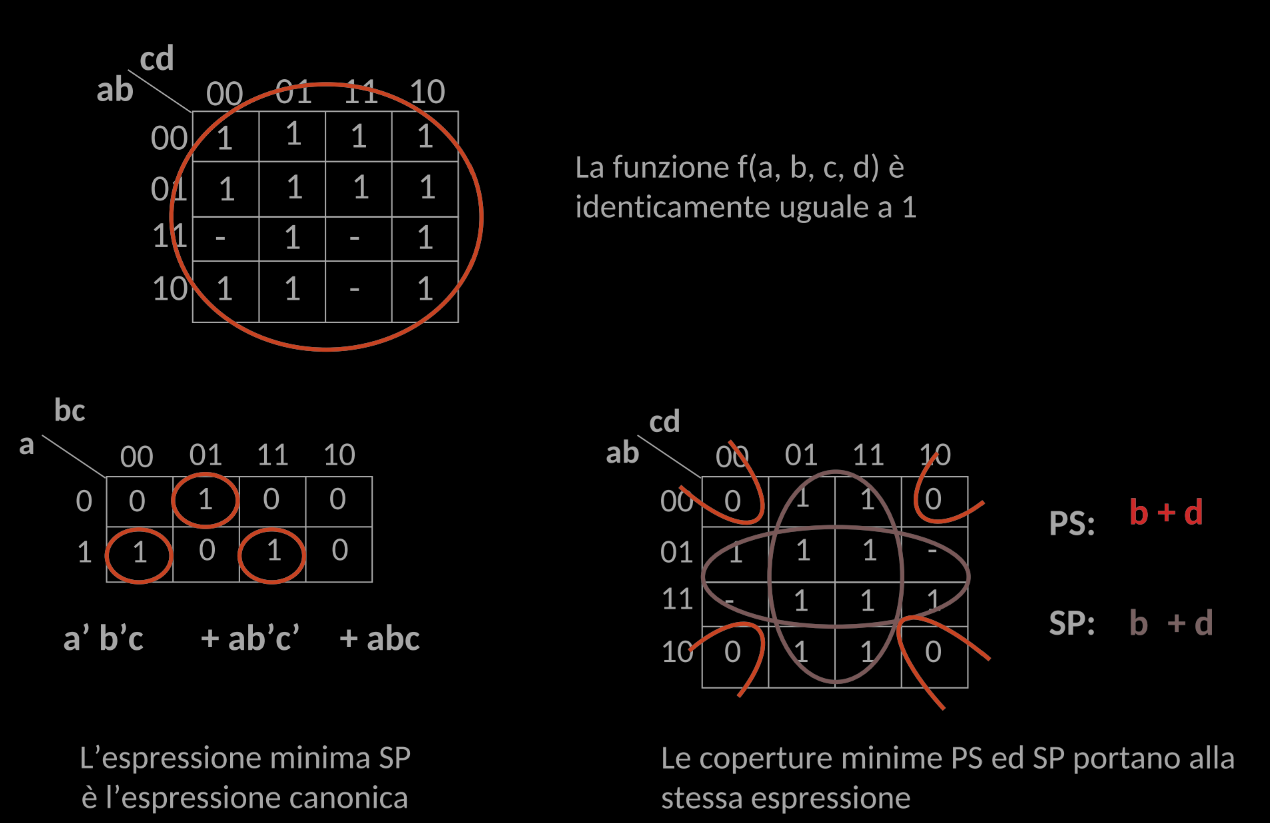 cd
ab
00 01 11 10
00 1 1 1 1
01 1 1 1 1
11 - 1 - 1
10 1 1 - 1
La funzione f(a, b, c, d) è
identicamente uguale a 1
bc
a
00 01 11 10
0 0 1 0 0
1 1 0 1 0
a’ b’c + ab’c’ + abc
L’espressione minima SP
è l’espressione canonica
cd
ab
00 01 11 10
00 0 1 1 0
01 1 1 1 -
11 - 1 1 1
10 0 1 1 0
PS: b + d
SP: b + d
Le coperture minime PS ed SP portano alla
stessa espressione